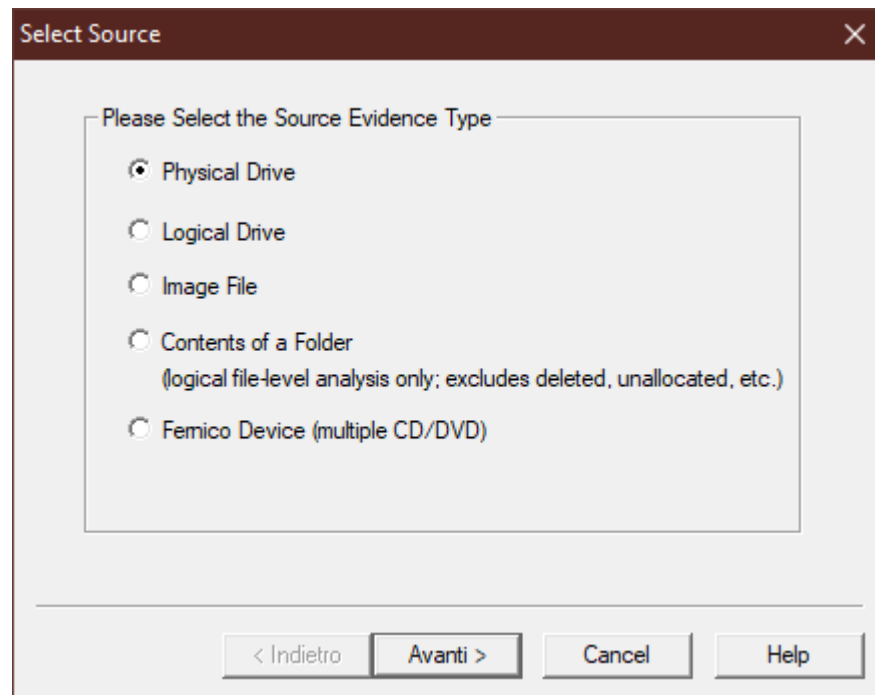 Select Source
Please Select the Source Evidence Type
Physical Drive
Logical Drive
Image File
Contents of a Folder
(logical file-level analysis only; excludes deleted, unallocated, etc.)
Fernico Device (multiple CD/DVD)
< Indietro
Avanti >
Cancel
Help